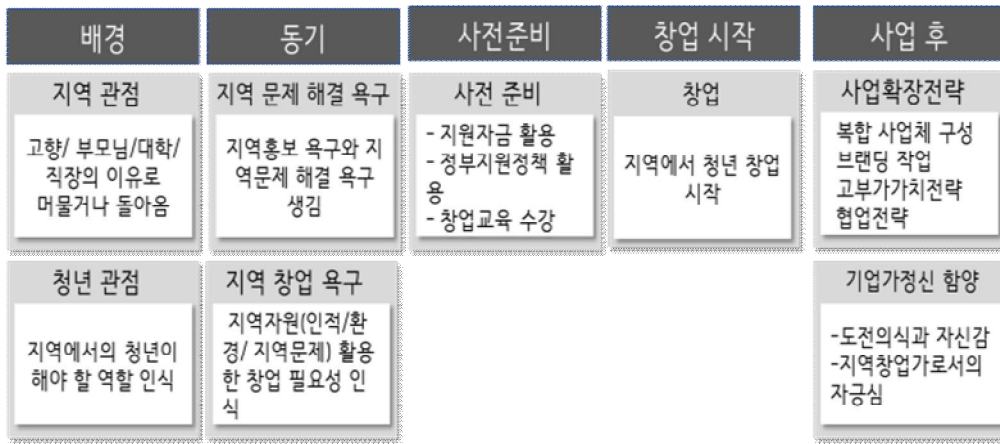 배경
동기
사전준비
창업 시작
사업 후
지역 관점
고향/ 부모님/대학/
직장의 이유로
머물거나 돌아옴
지역 문제 해결 욕구
지역홍보 욕구와 지
역문제 해결 욕구
생김
사전 준비
- 지원자금 활용
- 정부지원정책 활
용
- 창업교육 수강
창업
지역에서 청년 창업
시작
사업확장전략
복합 사업체 구성
브랜딩 작업
고부가가치전략
협업전략
청년 관점
지역에서의 청년이
해야 할 역할 인식
지역 창업 욕구
지역자원(인적/환
경/ 지역문제) 활용
한 창업 필요성 인
식
기업가정신 함양
-도전의식과 자신감
-지역창업가로서의
자긍심